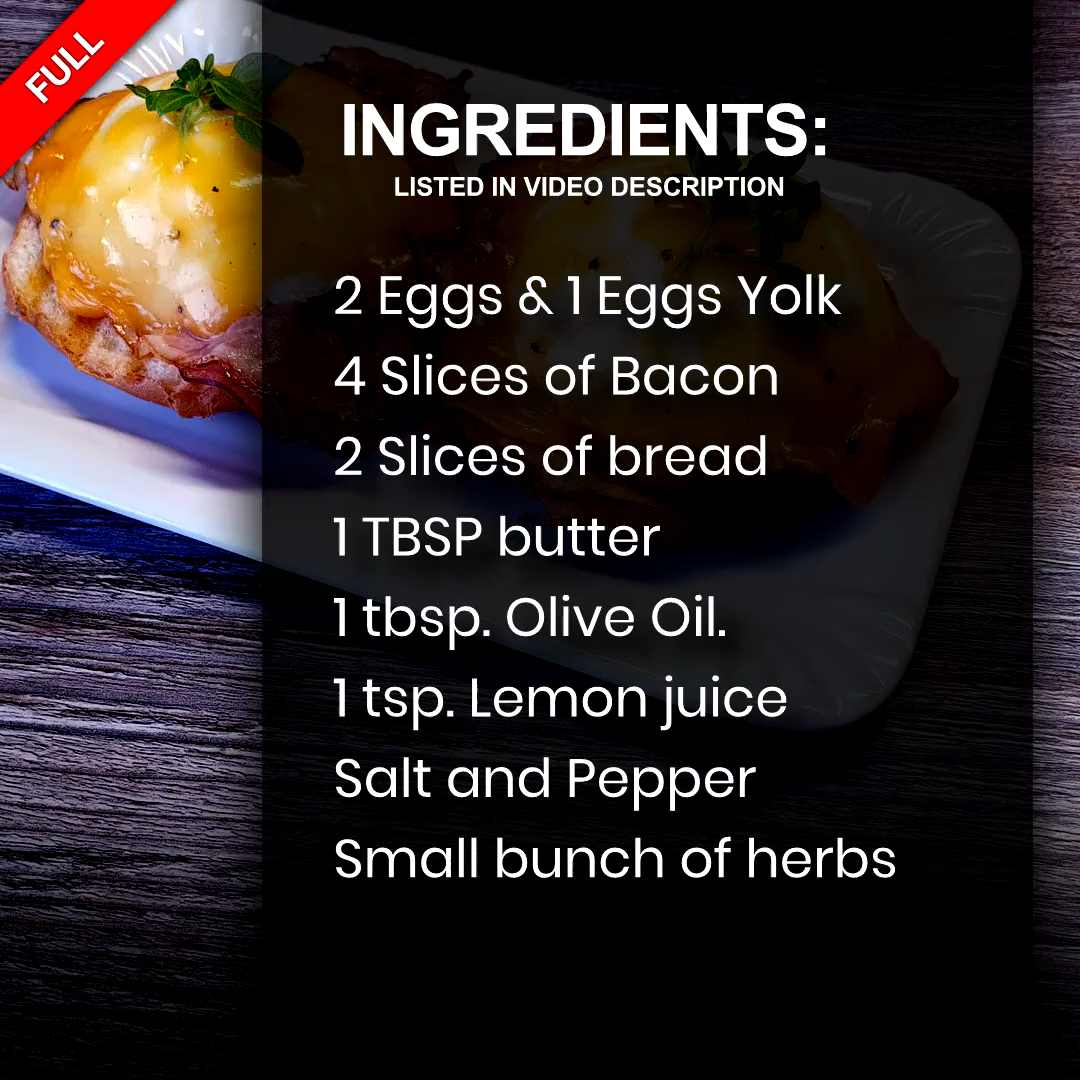 FULL
INGREDIENTS:
LISTED IN VIDEO DESCRIPTION
2 Eggs & 1 Eggs Yolk
4 Slices of Bacon
2 Slices of bread
1 TBSP butter
1 tbsp. Olive Oil.
1 tsp. Lemon juice
Salt and Pepper
Small bunch of herbs